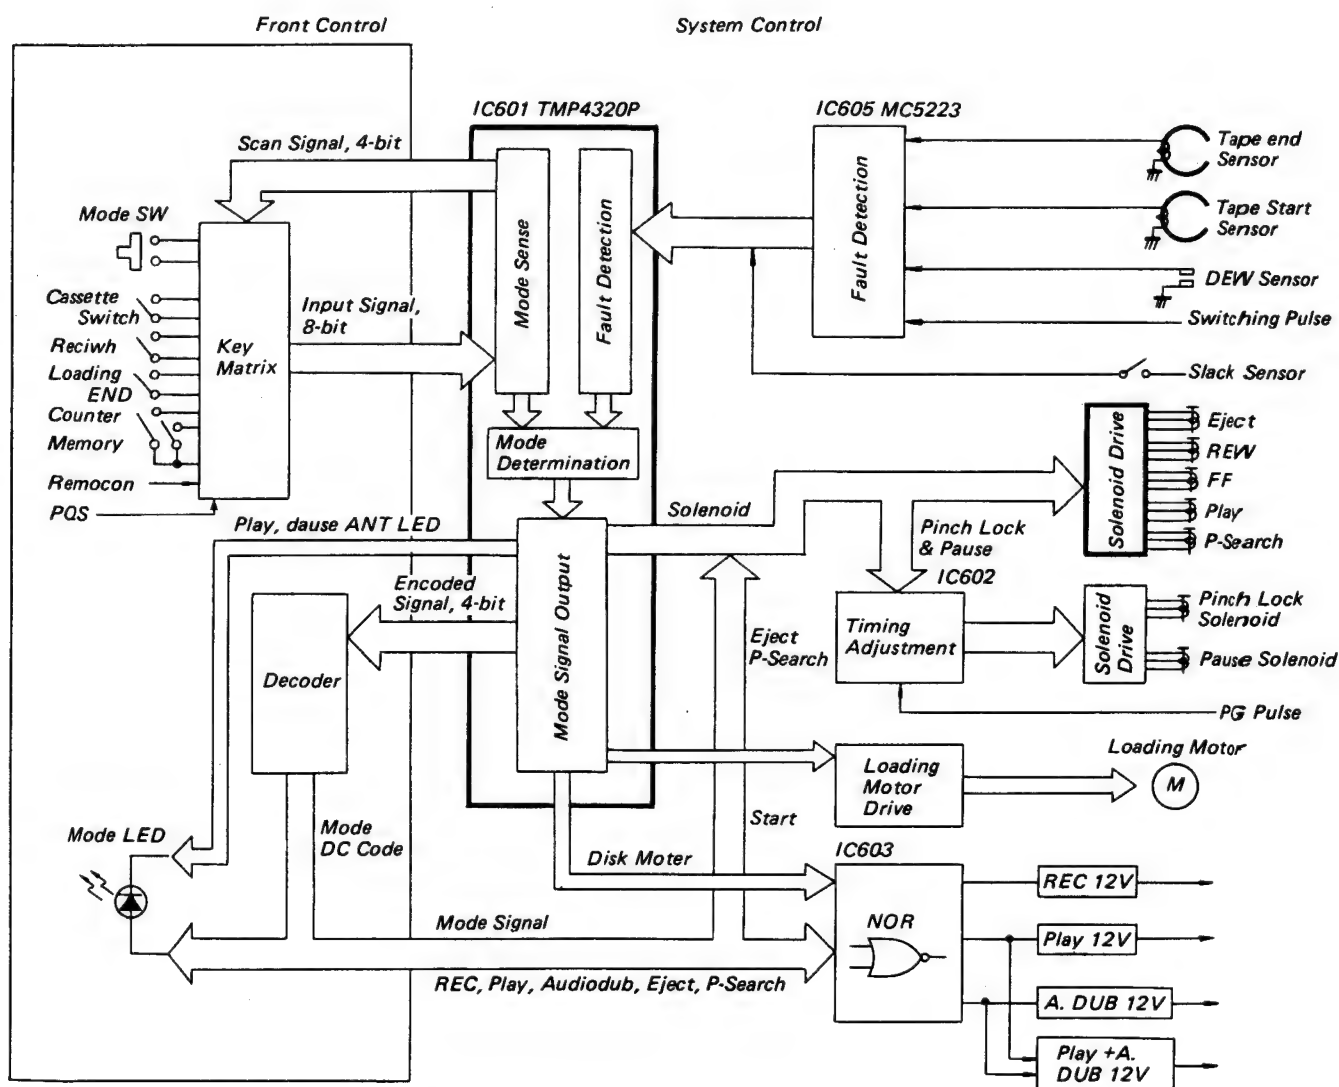 Front Control
System Control
IC601 TMP4320P
IC605 MC5223
Scan Signal, 4-bit
Tape end
Sensor
Mode SW
Tape Start
Sensor
Mode Sense
Fault Detection
Fault Detection
DEW Sensor
Cassette
Switch
Input Signal,
8-bit
Switching Pulse
Reciwh
Key
Matrix
Loading
END
Slack Sensor
Counter
Memory
Mode
Determination
Solenoid Drive
Eject
REW
FF
Play
P-Search
Remocon
PQS
Play, dause ANT LED
Solenoid
Pinch Lock
& Pause
IC602
Encoded
Signal, 4-bit
Mode Signal Output
Eject
P-Search
Timing
Adjustment
Solenoid
Drive
Pinch Lock
Solenoid
Pause Solenoid
Decoder
PG Pulse
Loading Motor
Loading
Motor
Drive
M
Mode LED
Mode
DC Code
Start
Disk Moter
IC603
REC 12V
Mode Signal
NOR
Play 12V
REC, Play, Audiodub, Eject, P-Search
A. DUB 12V
Play +A.
DUB 12V